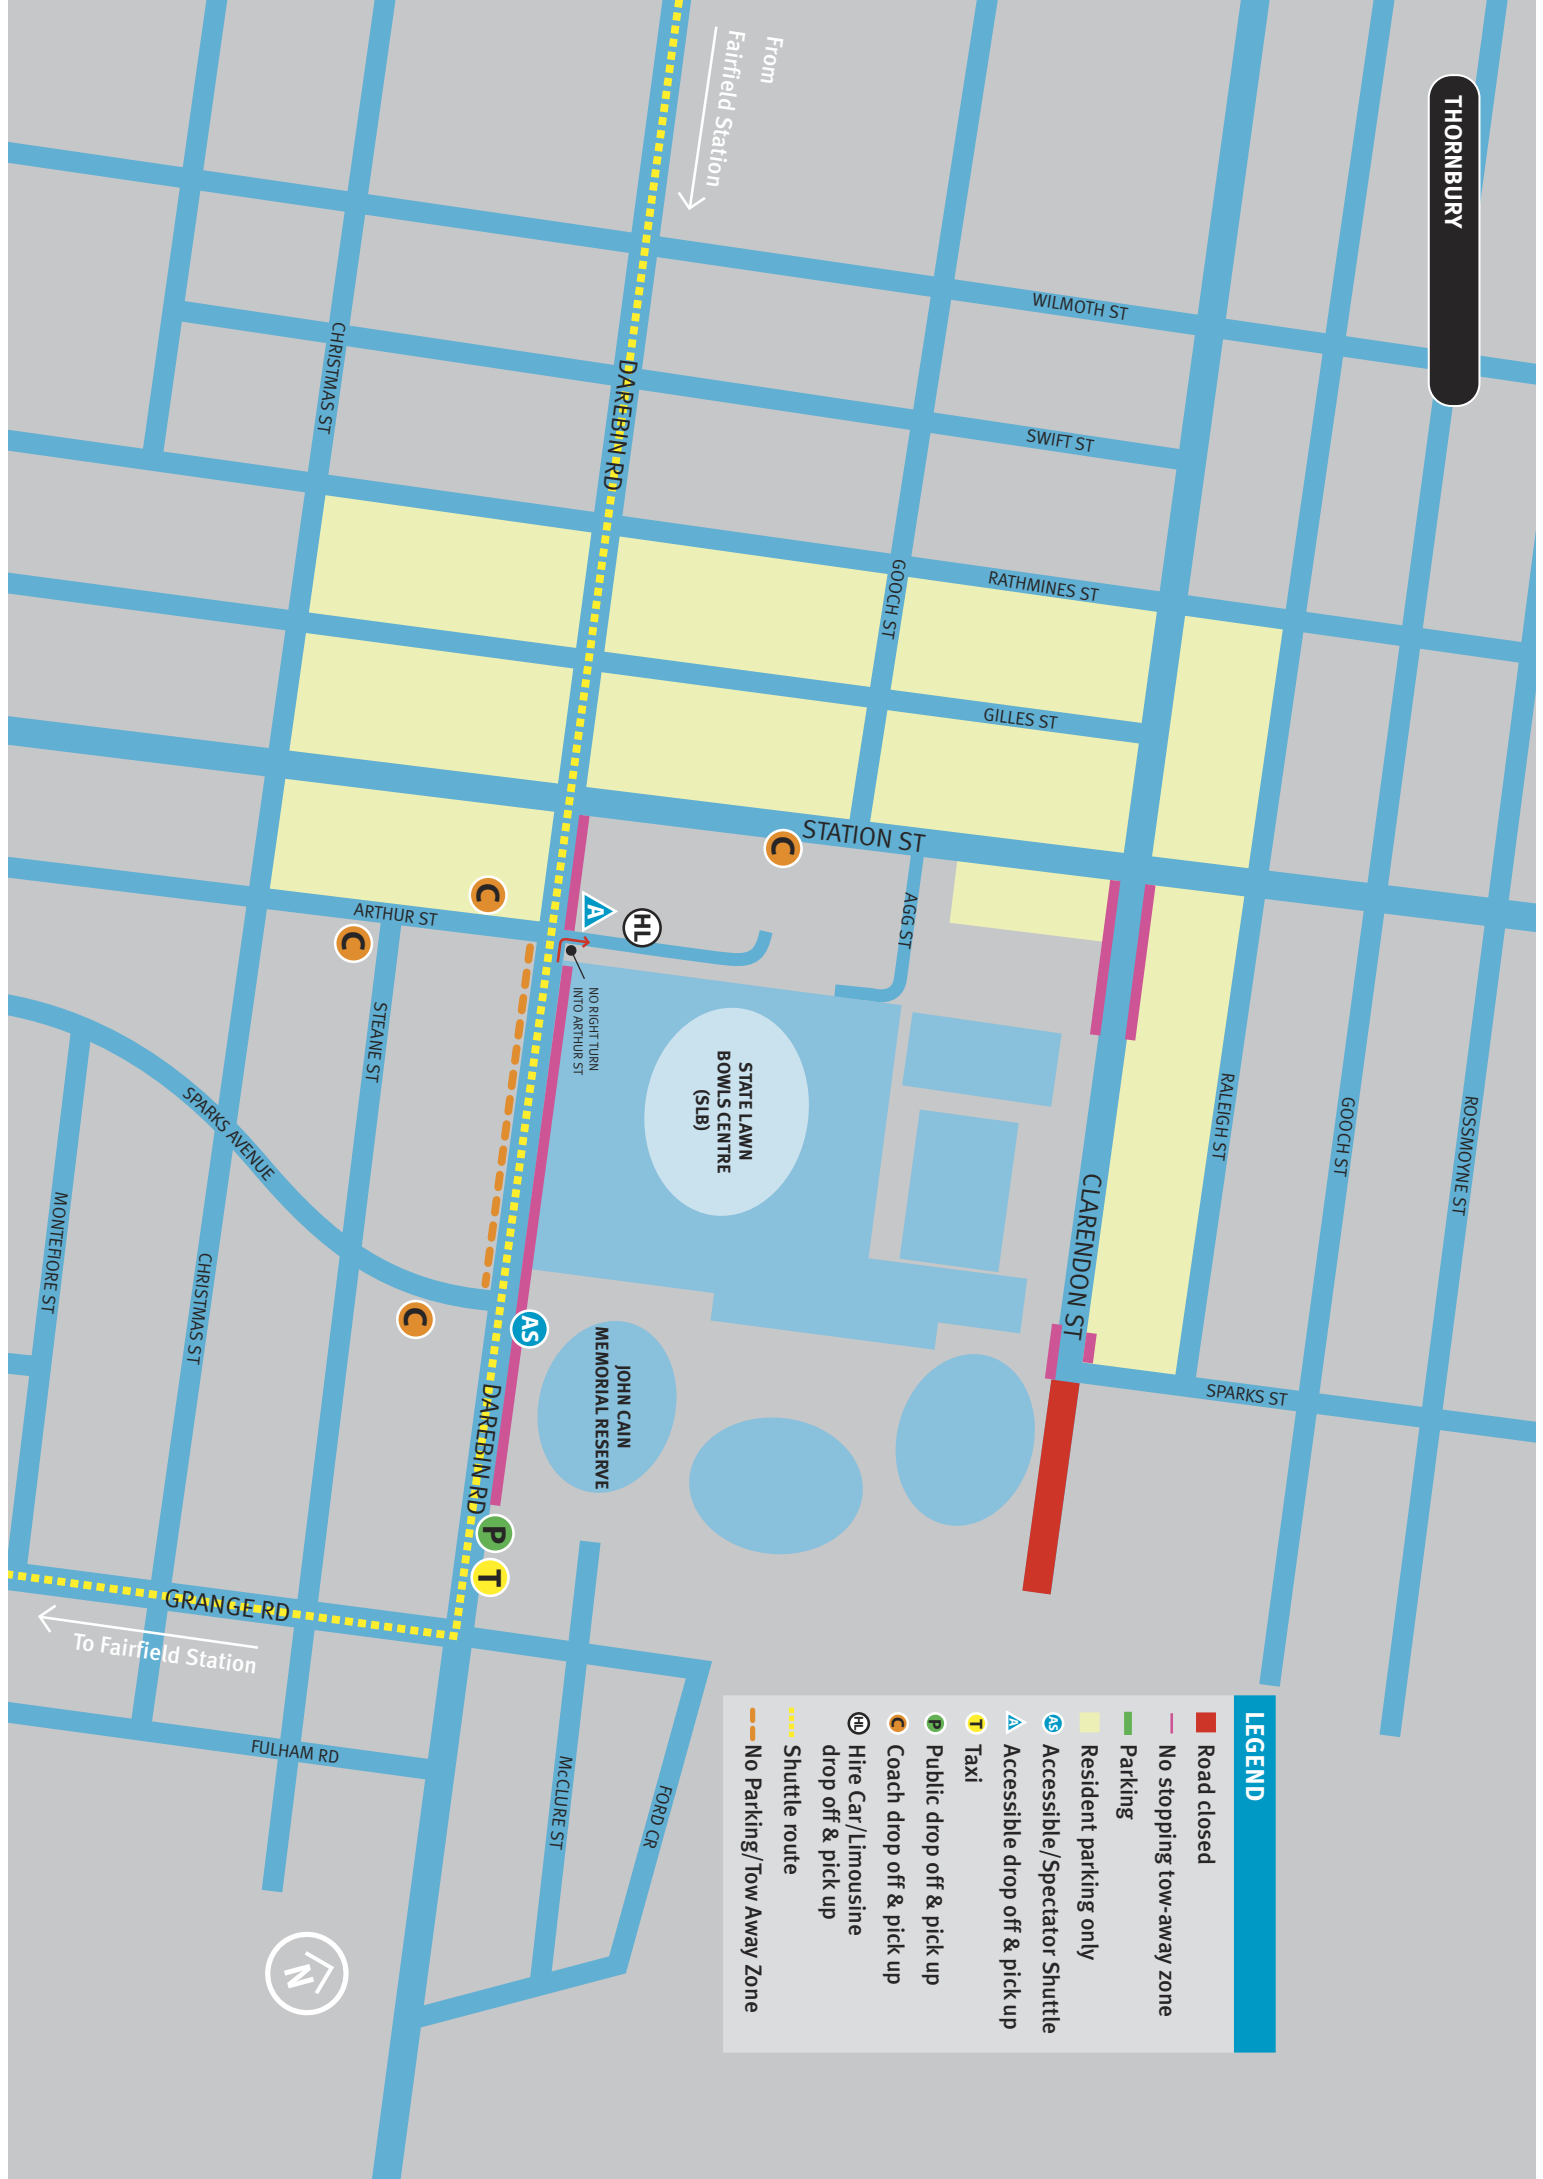 THORNBURY
From
Fairfield Station
WILMOTH ST
SWIFT ST
CHRISTMAS ST
DAREBIN RD
GOOCH ST
RATHMINES ST
GILLES ST
STATION ST
C
C
C
ARTHUR ST
A
HL
AGG ST
NO RIGHT TURN
INTO ARTHUR ST
STEANE ST
STATE LAWN
BOWLS CENTRE
(SLB)
RALEIGH ST
GOOCH ST
ROSSMOYNE ST
CLARENDON ST
SPARKS AVENUE
MONTEFIORE ST
CHRISTMAS ST
C
AS
JOHN CAIN
MEMORIAL RESERVE
DAREBIN RD
SPARKS ST
P
T
GRANGE RD
To Fairfield Station
FULHAM RD
McCLURE ST
FORD CR
N
LEGEND
Road closed
No stopping tow-away zone
Parking
Resident parking only
AS Accessible/Spectator Shuttle
A Accessible drop off & pick up
T Taxi
P Public drop off & pick up
C Coach drop off & pick up
HL Hire Car/Limousine
drop off & pick up
Shuttle route
No Parking/Tow Away Zone